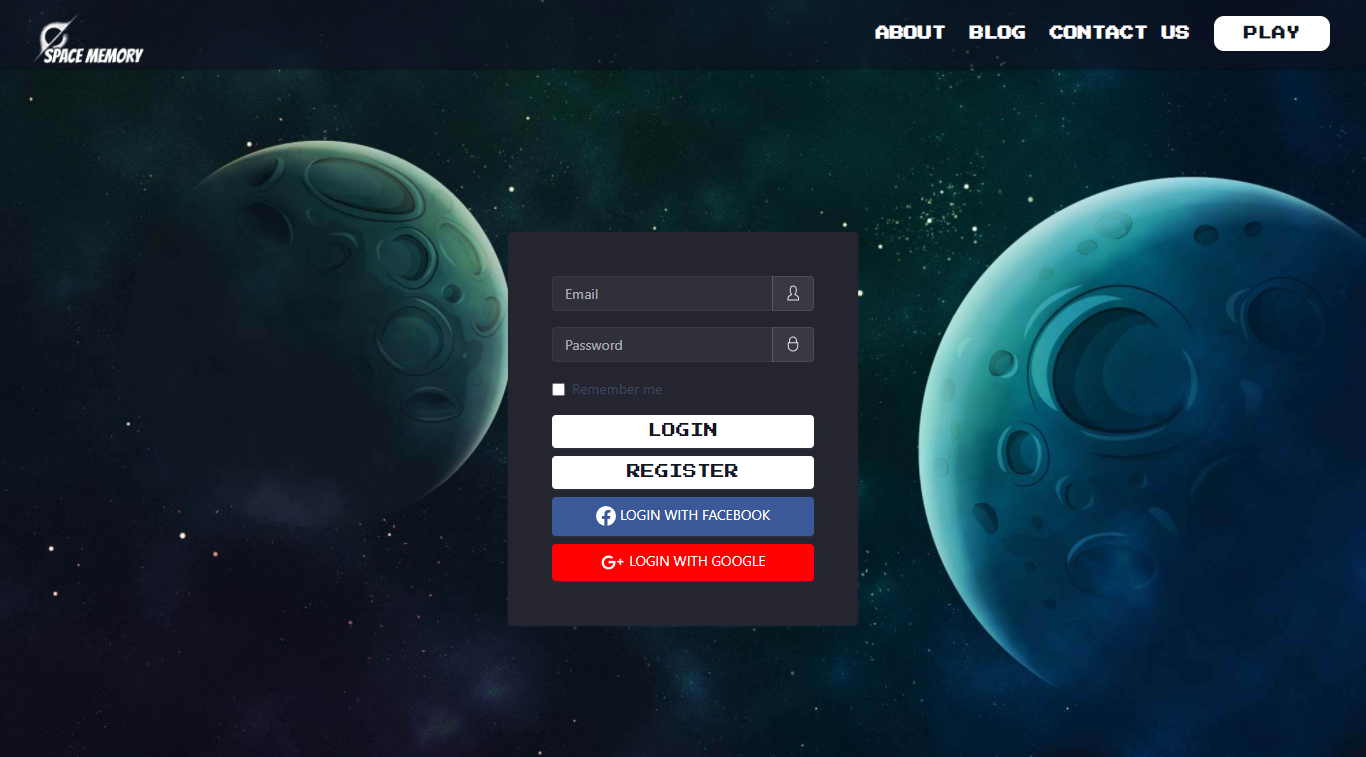 SPACE MEMORY
ABOUT BLOG CONTACT US PLAY
Email
Password
Remember me
LOGIN
REGISTER
LOGIN WITH FACEBOOK
G+ LOGIN WITH GOOGLE